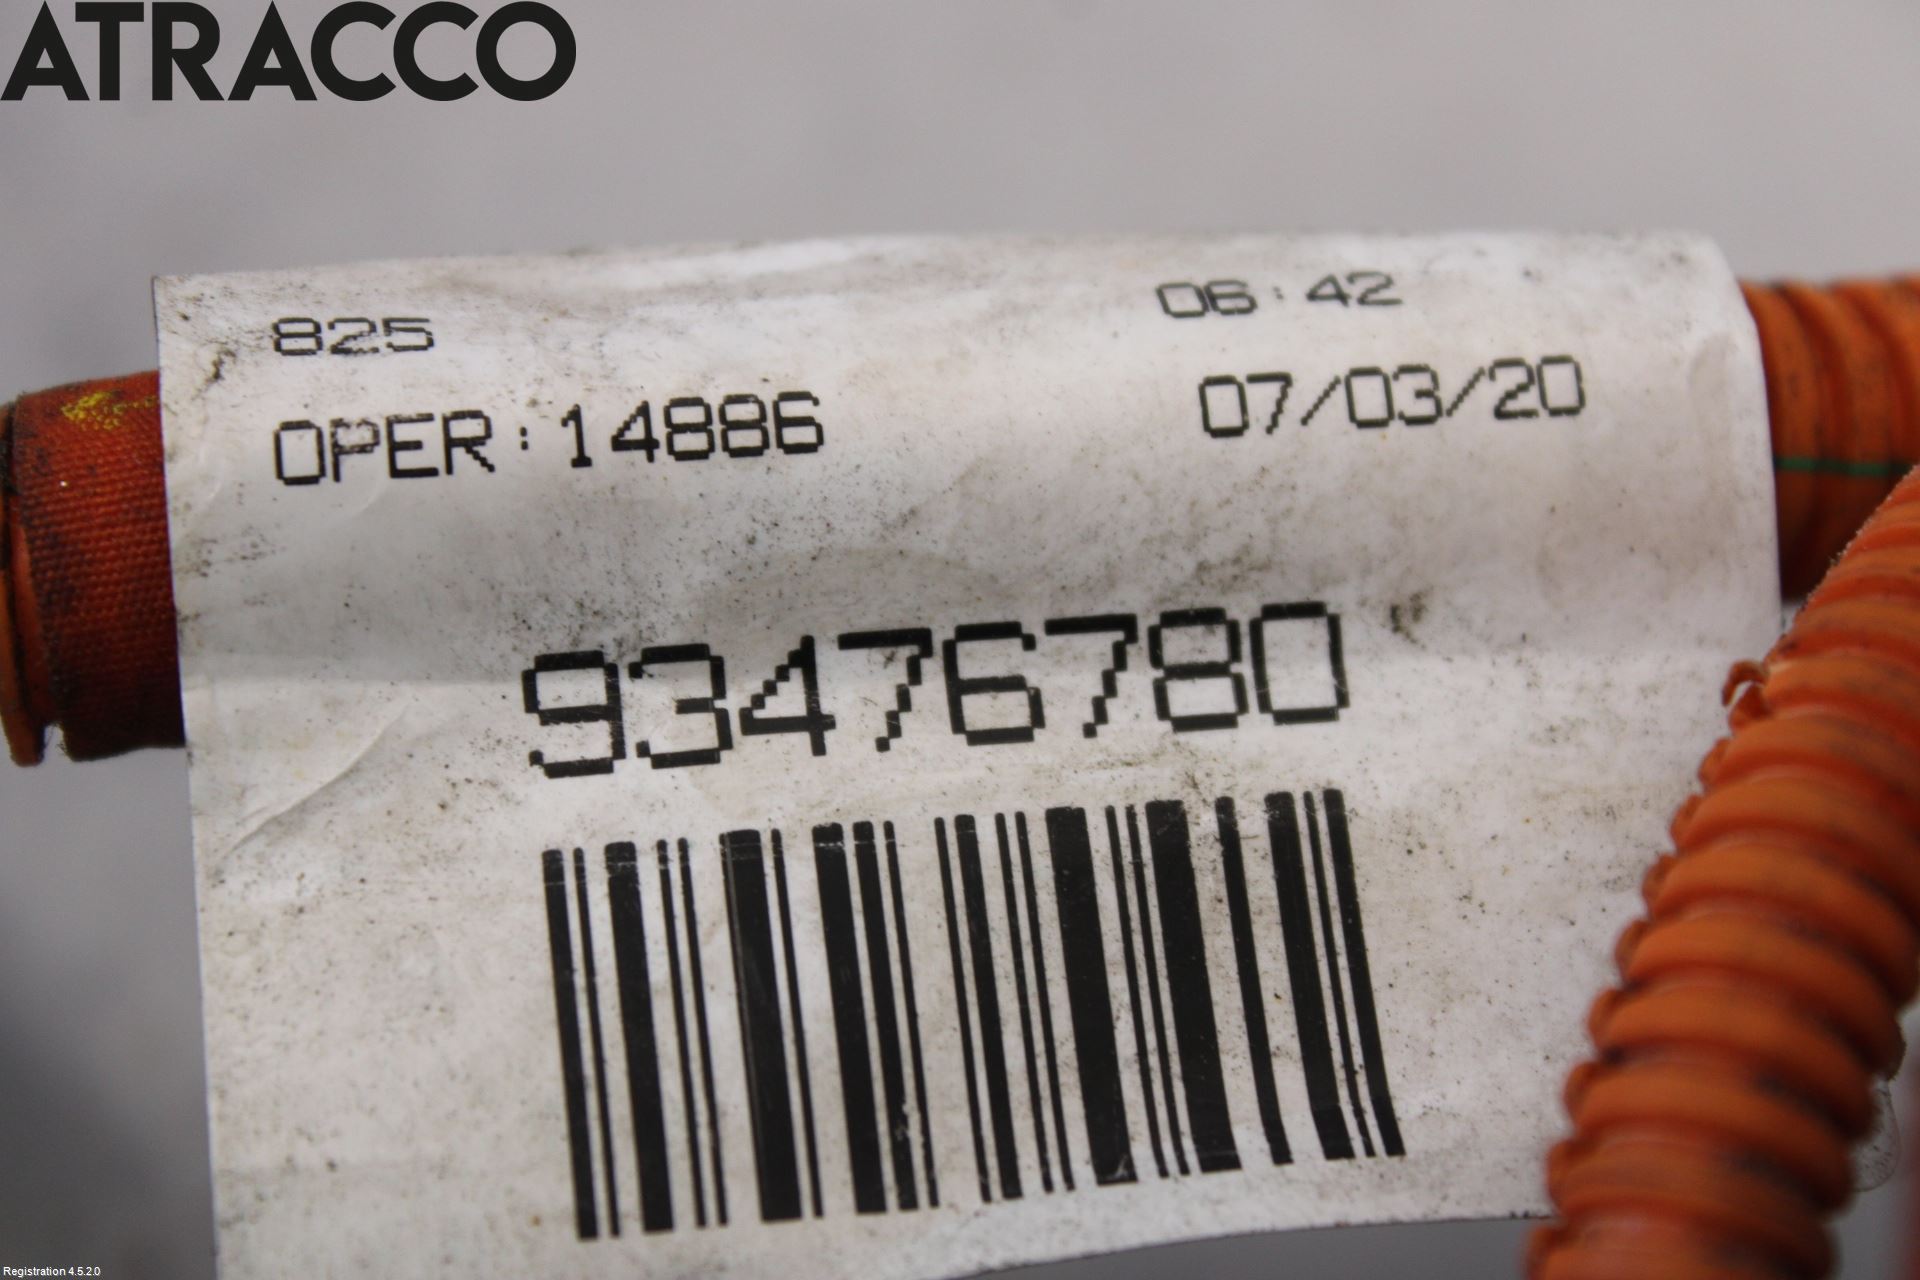 ATRACCO
825
06:42
OPER:14886
07/03/20
93476780
Registration 4.5.2.0